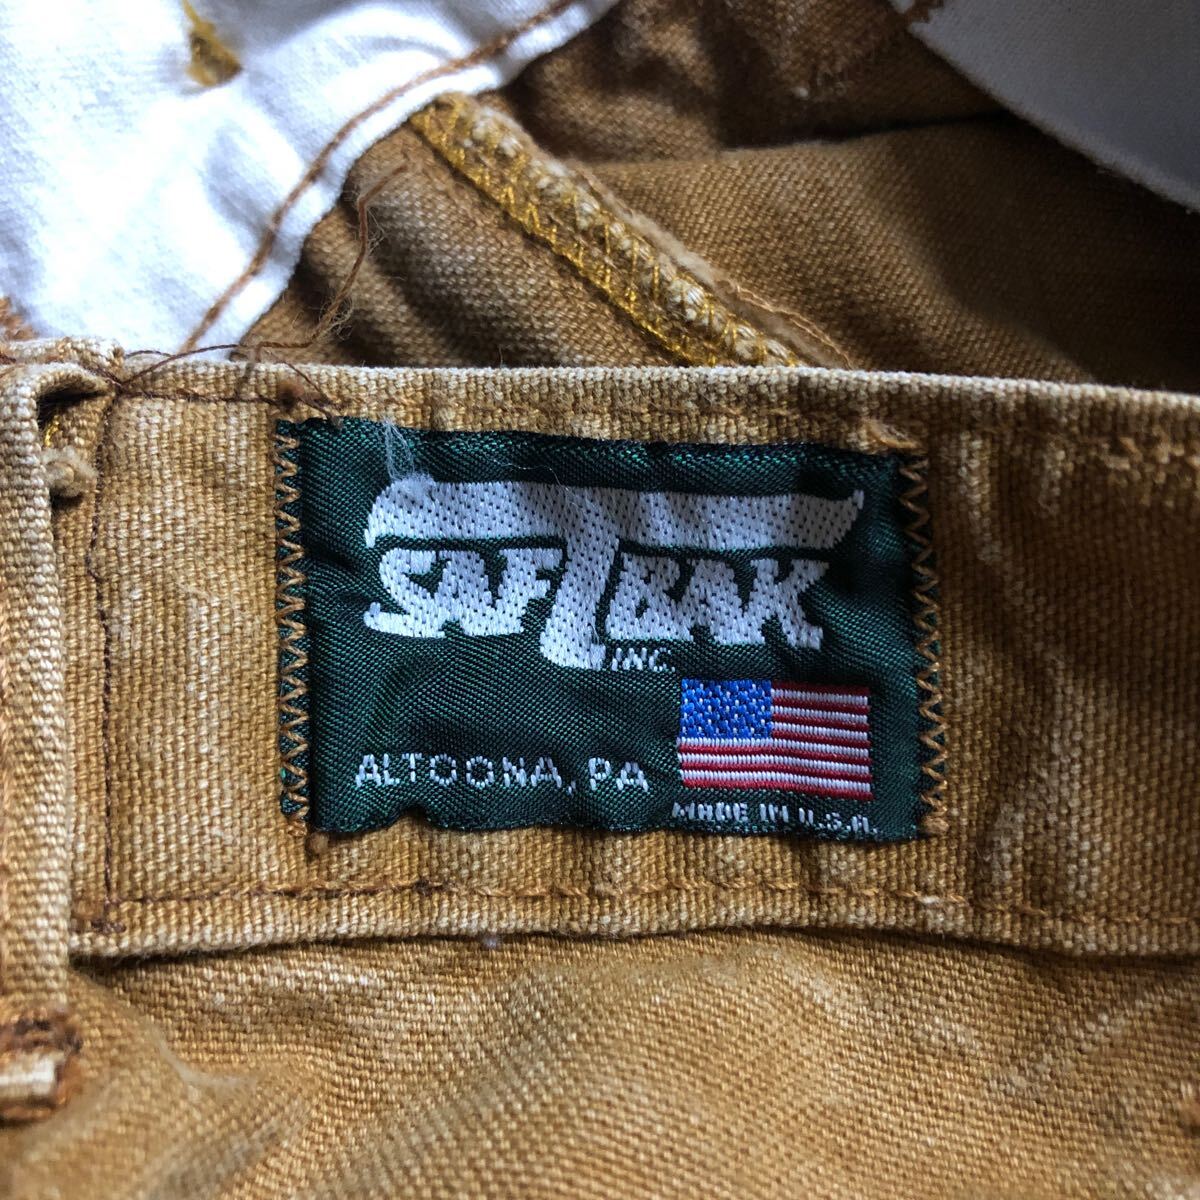 SAFTBAK
INC.
ALTOONA, PA
MADE IN U.S.A.